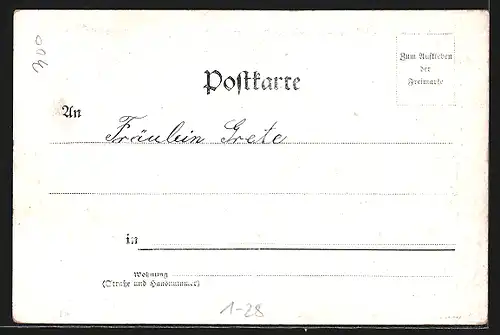 300
Zum Aufkleben
der
Freimarke
Postkarte
An
Fräulein Grete
in
Wohnung
(Straße und Hausnummer)
1-28